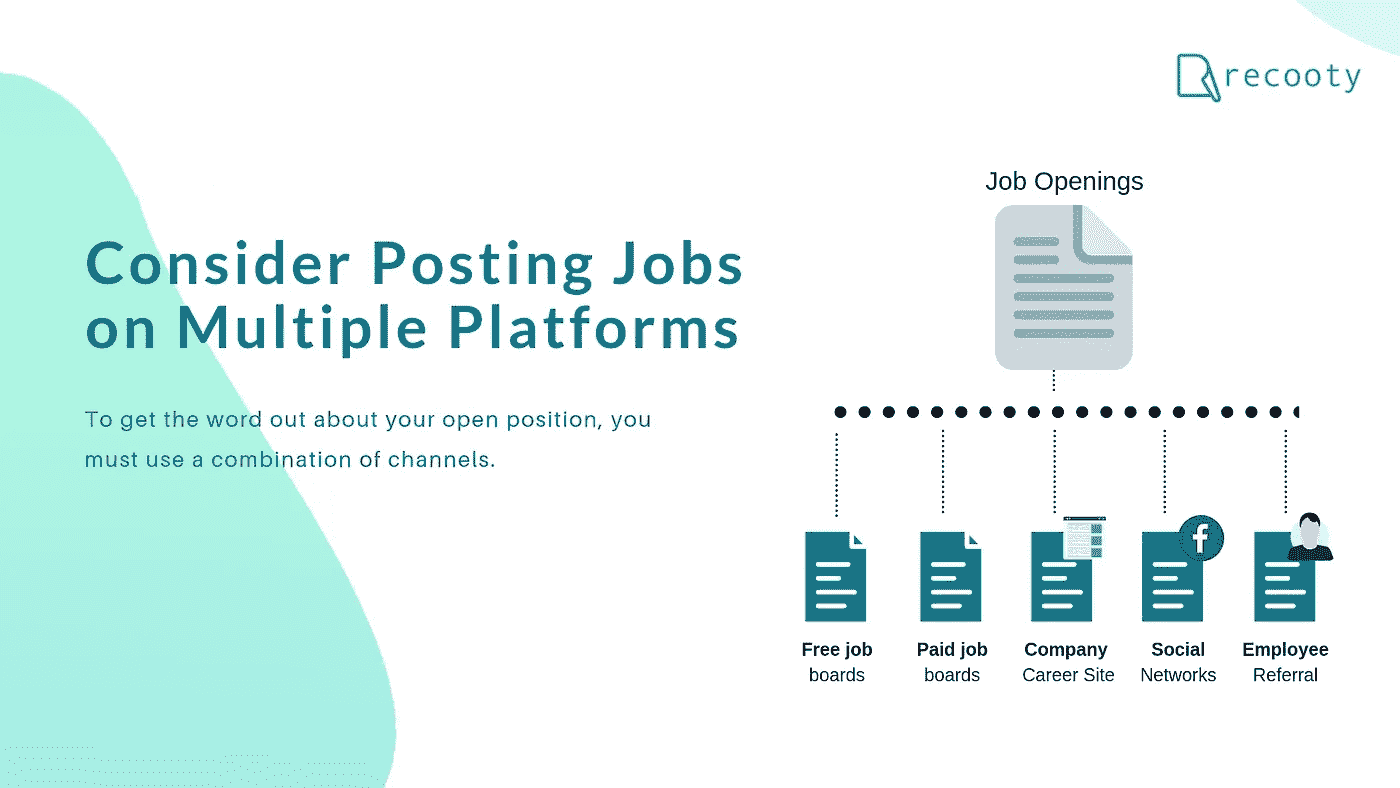 recooty
Job Openings
Consider Posting Jobs
on Multiple Platforms
To get the word out about your open position, you
must use a combination of channels.
Free job
boards
Paid job
boards
Company
Career Site
Social
Networks
Employee
Referral